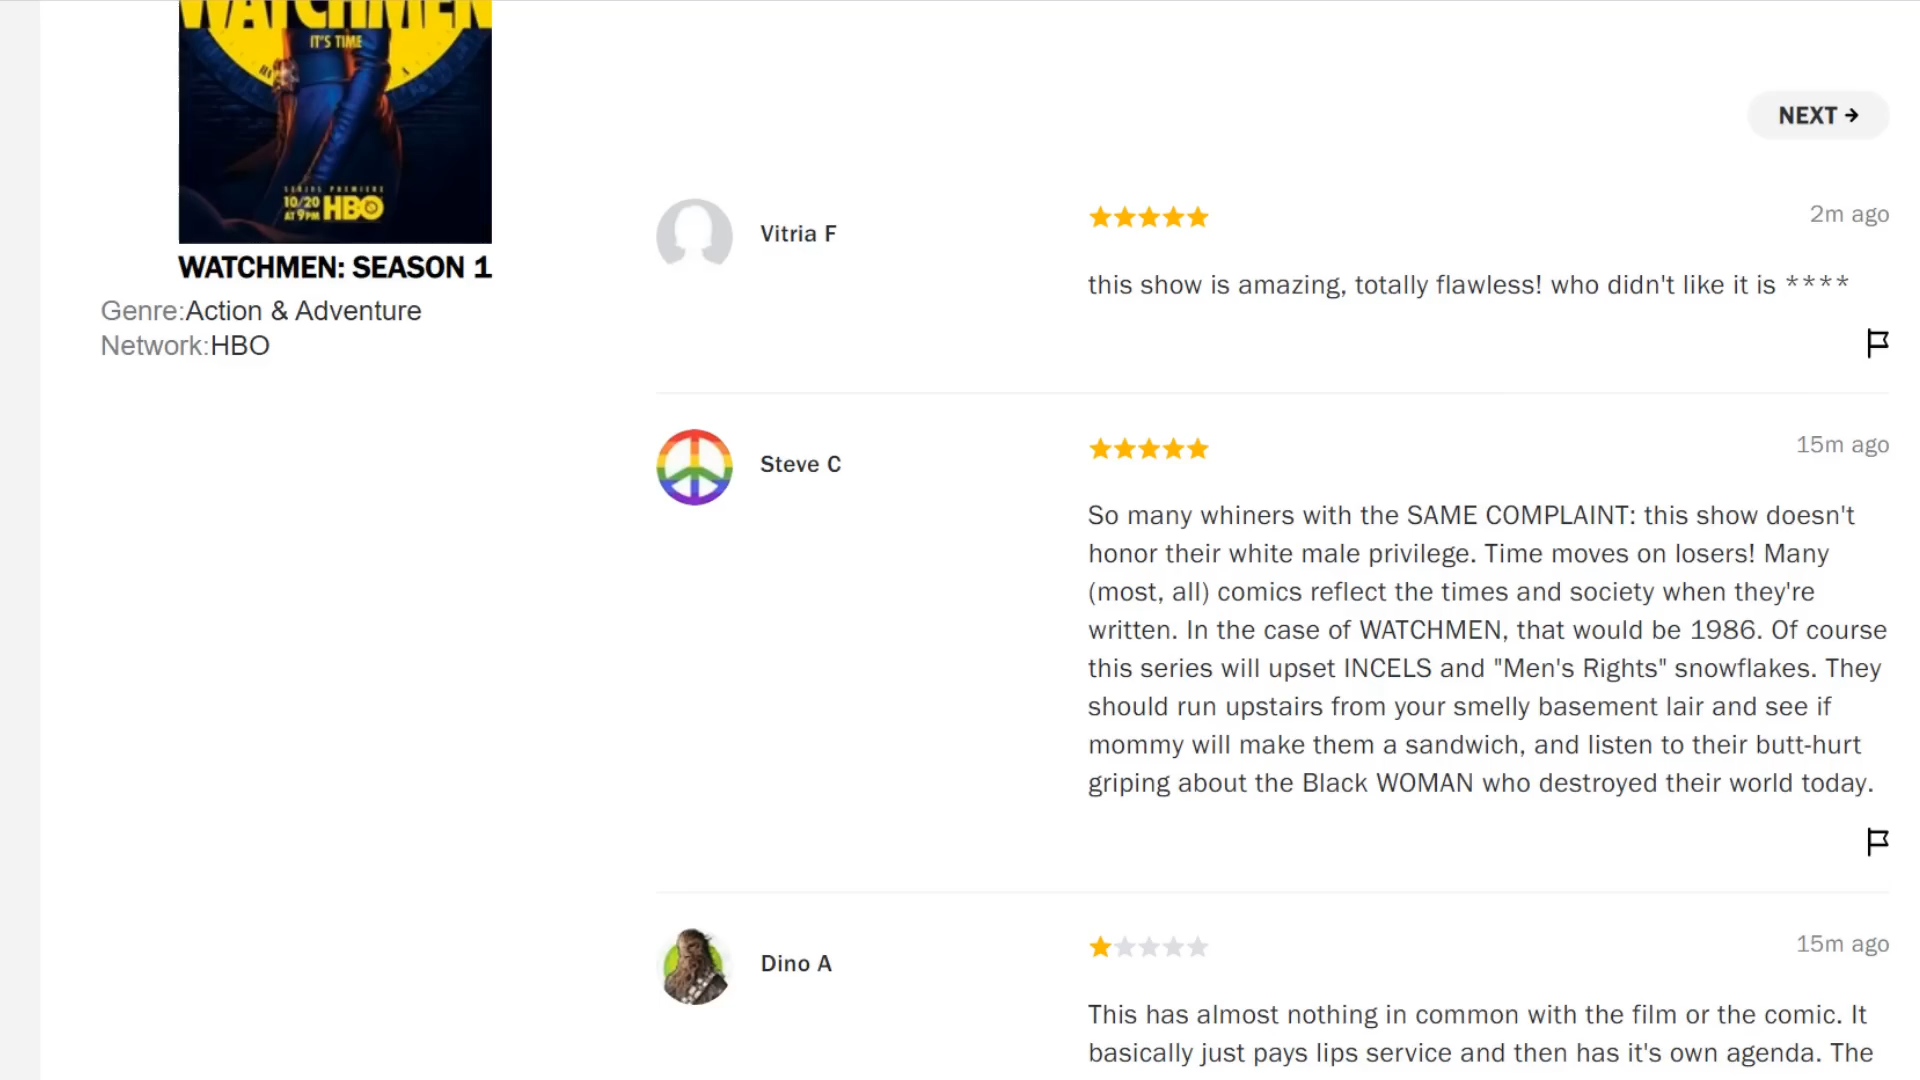 WATCHMEN
IT'S TIME
SERIES PREMIERE
10/20
AT 9PM HBO
WATCHMEN: SEASON 1
Genre:Action & Adventure
Network:HBO
NEXT →
Vitria F
2m ago
this show is amazing, totally flawless! who didn't like it is ****
Steve C
15m ago
So many whiners with the SAME COMPLAINT: this show doesn't
honor their white male privilege. Time moves on losers! Many
(most, all) comics reflect the times and society when they're
written. In the case of WATCHMEN, that would be 1986. Of course
this series will upset INCELS and "Men's Rights" snowflakes. They
should run upstairs from your smelly basement lair and see if
mommy will make them a sandwich, and listen to their butt-hurt
griping about the Black WOMAN who destroyed their world today.
Dino A
15m ago
This has almost nothing in common with the film or the comic. It
basically just pays lips service and then has it's own agenda. The